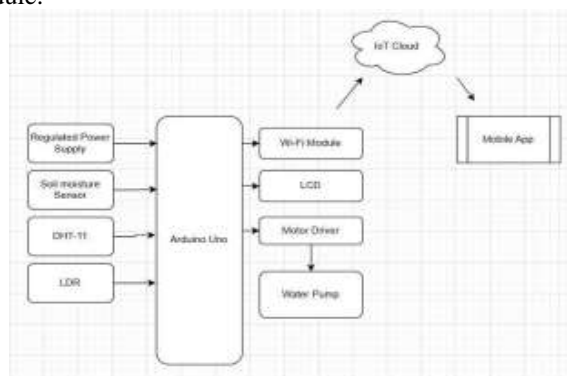 dule.
IoT Cloud
Regulated Power
Supply
Wi-Fi Module
Mobile App
Soil moisture
Sensor
LCD
DHT-11
Arduino Uno
Motor Driver
LDR
Water Pump